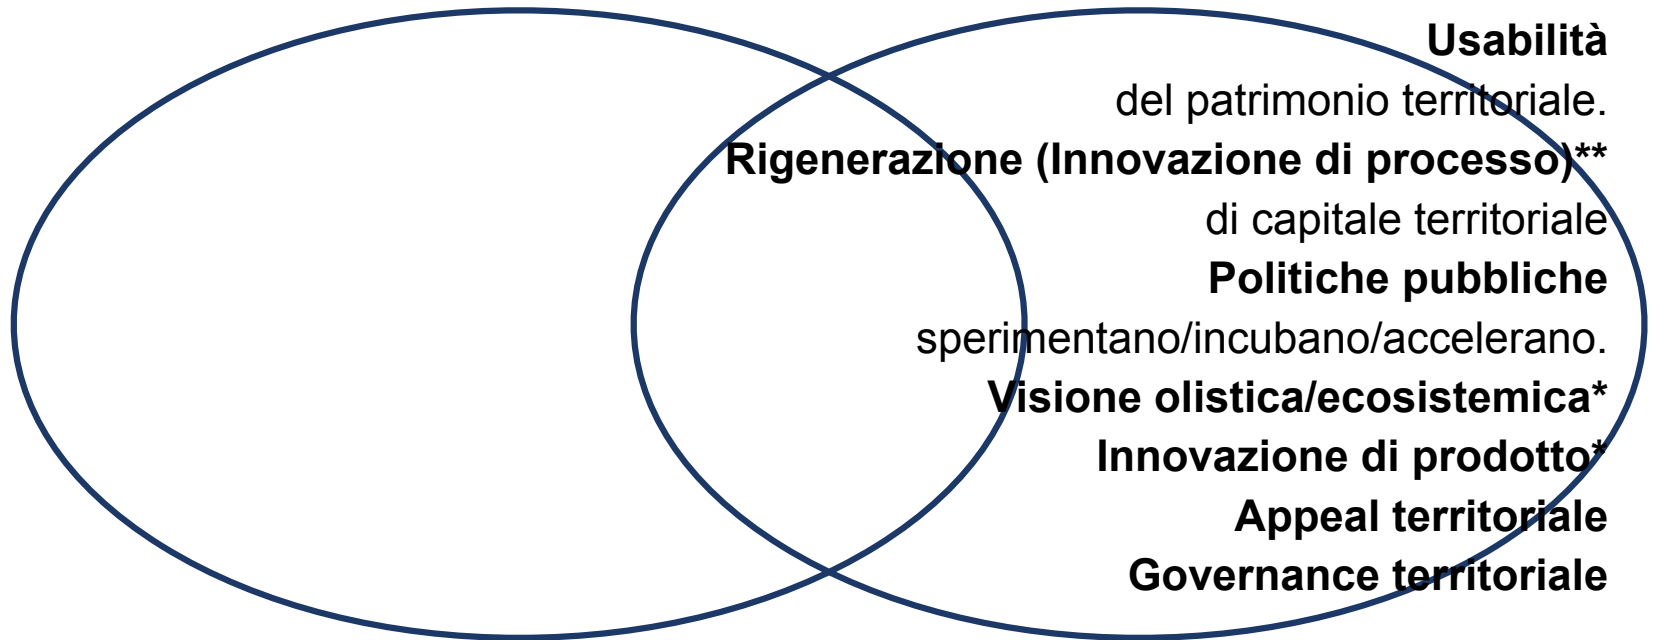 Usabilità
del patrimonio territoriale.
Rigenerazione (Innovazione di processo)**
di capitale territoriale
Politiche pubbliche
sperimentano/incubano/accelerano.
Visione olistica/ecosistemica*
Innovazione di prodotto*
Appeal territoriale
Governance territoriale